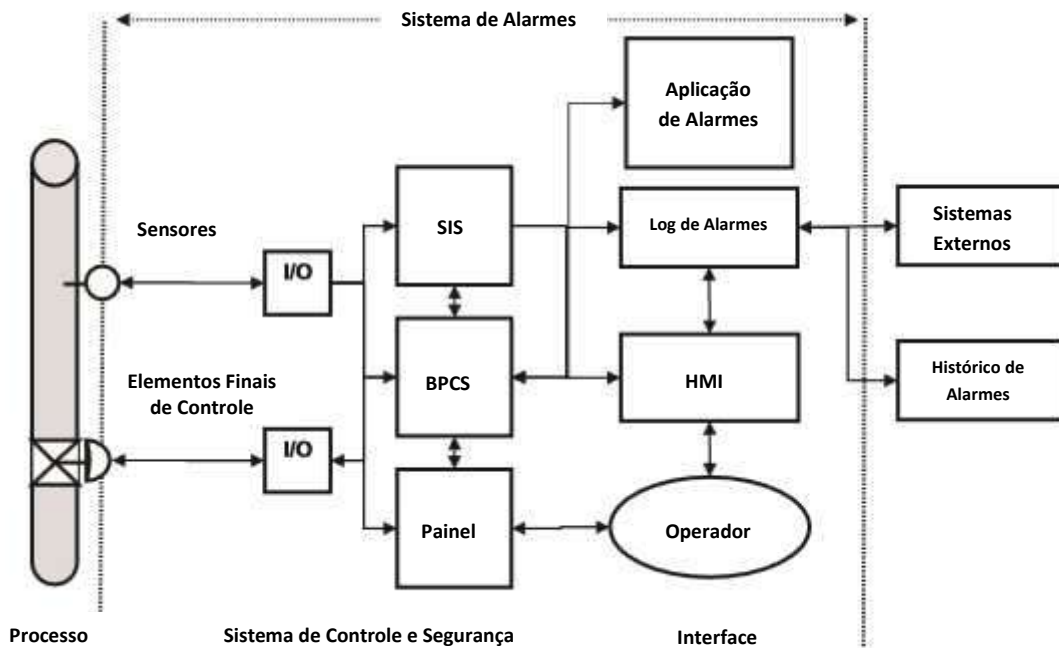 Sistema de Alarmes
Aplicação
de Alarmes
Sensores
I/O
SIS
Log de Alarmes
Sistemas
Externos
Elementos Finais
de Controle
I/O
BPCS
HMI
Histórico de
Alarmes
Painel
Operador
Processo
Sistema de Controle e Segurança
Interface